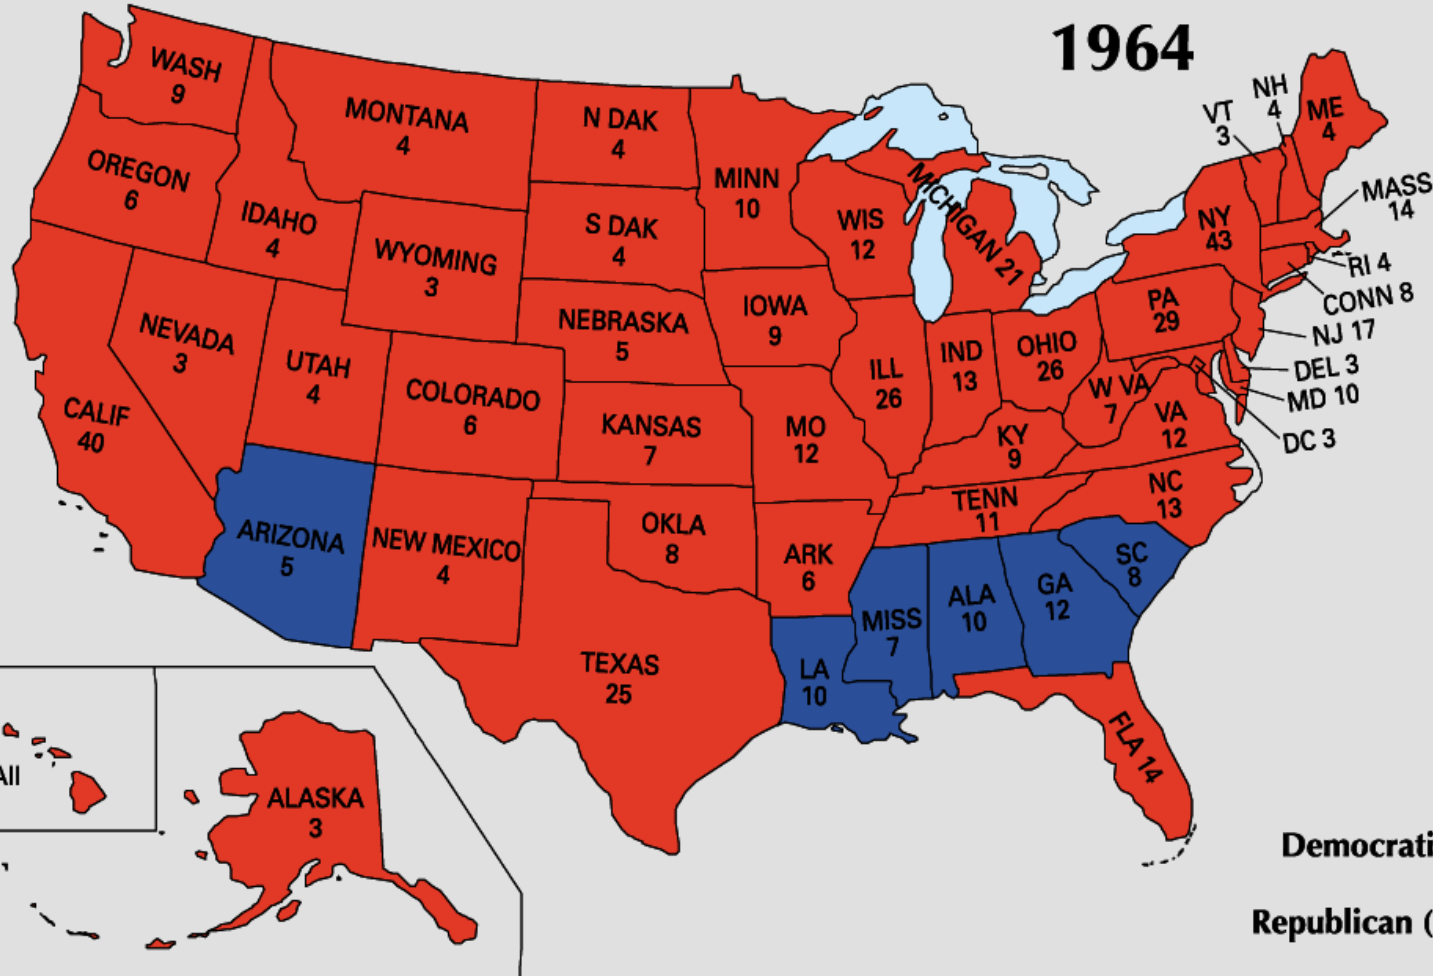 1964
WASH
9
MONTANA
4
N DAK
4
MINN
10
OREGON
6
IDAHO
4
WYOMING
3
S DAK
4
WIS
12
MICHIGAN 21
NY
43
VT
3
NH
4
ME
4
MASS
14
RI 4
CONN 8
NJ 17
DEL 3
MD 10
DC 3
NEVADA
3
UTAH
4
COLORADO
6
NEBRASKA
5
IOWA
9
ILL
26
IND
13
OHIO
26
PA
29
W VA
7
VA
12
CALIF
40
KANSAS
7
MO
12
KY
9
TENN
11
NC
13
ARIZONA
5
NEW MEXICO
4
OKLA
8
ARK
6
MISS
7
ALA
10
GA
12
SC
8
TEXAS
25
LA
10
FLA 14
AII
ALASKA
3
Democrati
Republican (